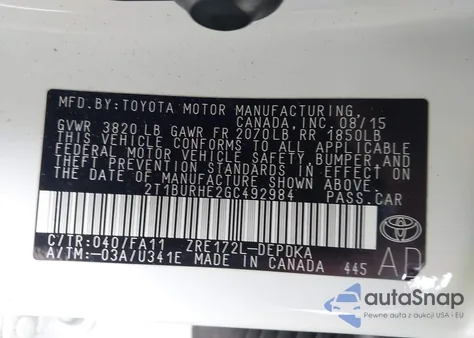 MFD.BY:TOYOTA MOTOR MANUFACTURING,
CANADA, INC. 08/15
GVWR 3820 LB GAWR FR 2070LB RR 1850LB
THIS VEHICLE CONFORMS TO ALL APPLICABLE
FEDERAL MOTOR VEHICLE SAFETY, BUMPER, AND
THEFT PREVENTION STANDARDS IN EFFECT ON
THE DATE OF MANUFACTURE SHOWN ABOVE.
2T1BURHE2GC492984 PASS.CAR
C/TR:040/FA11 ZRE172L-DEPDKA
A/TM:-03A/U341E MADE IN CANADA 445
TOYOTA
autoSnap
Pewne auto z aukcji USA - EU